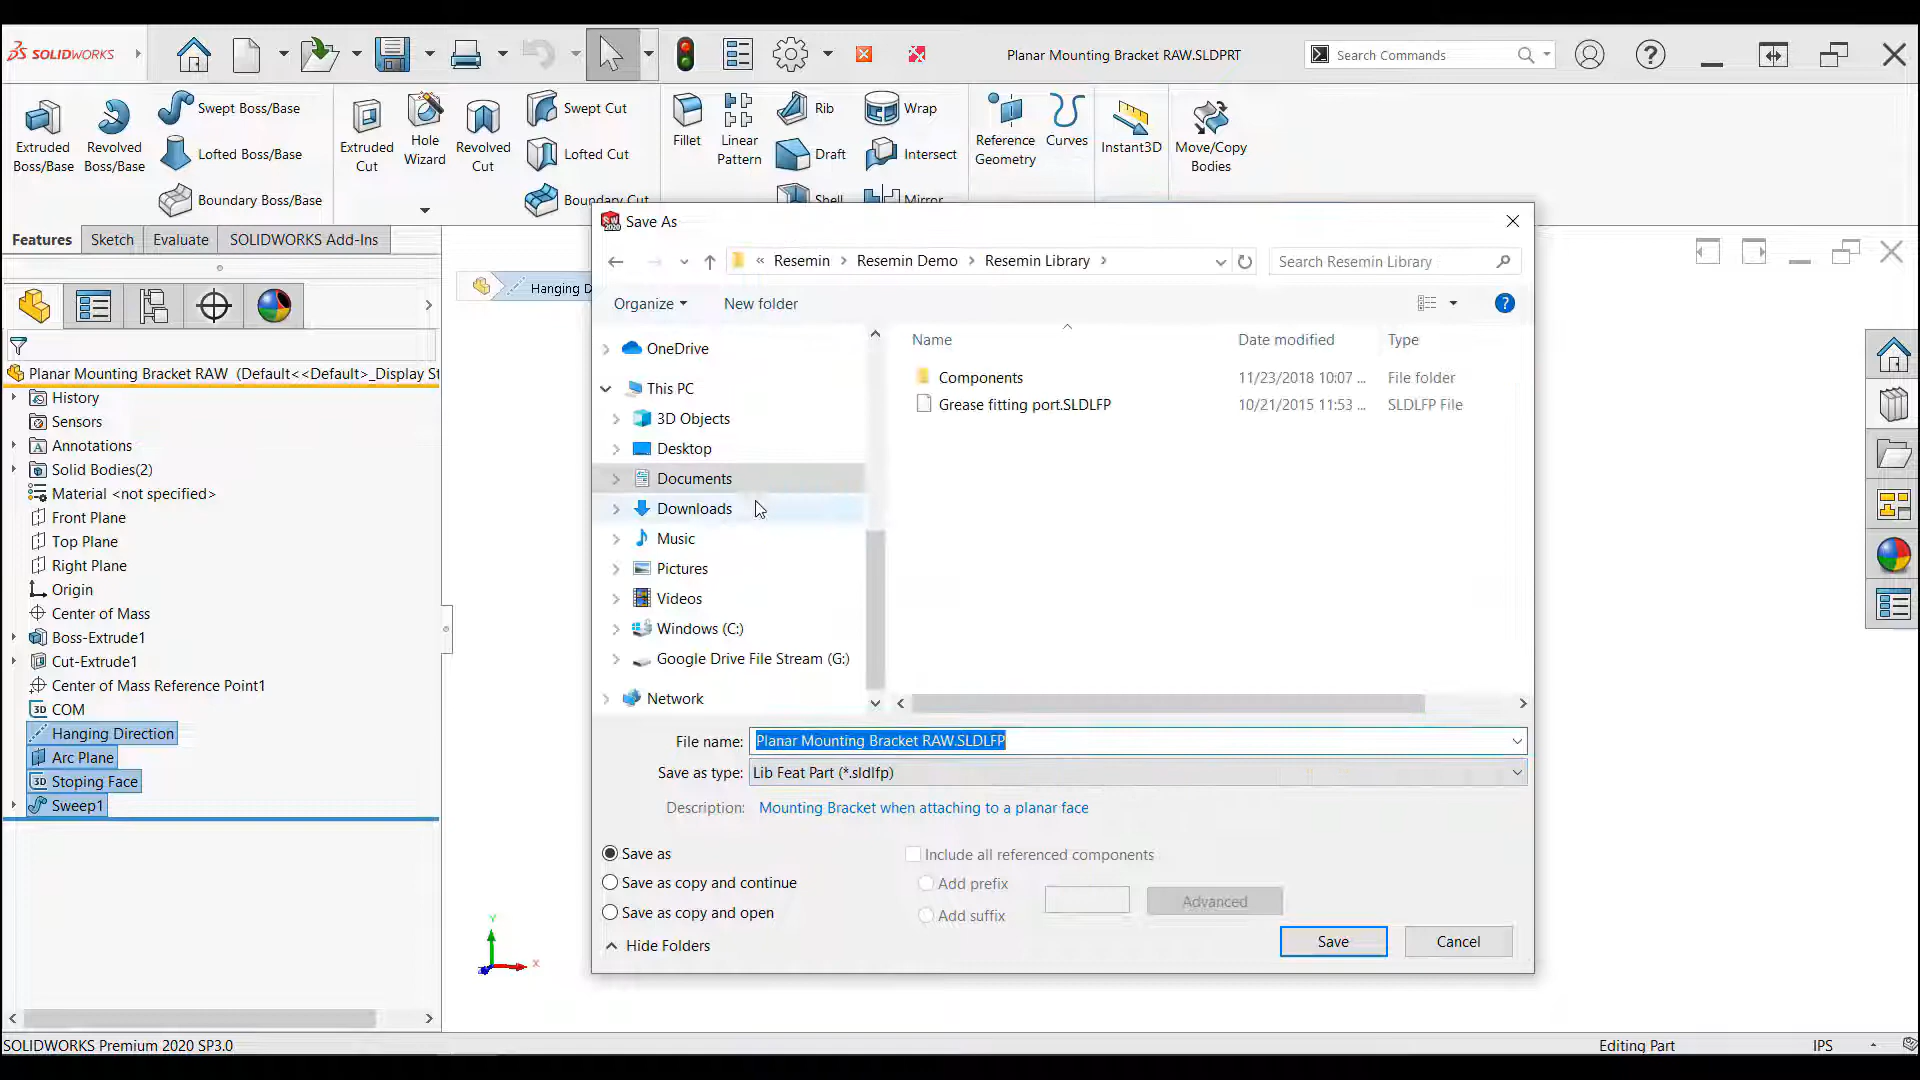 SOLIDWORKS
Planar Mounting Bracket RAW.SLDPRT
Search Commands
Extruded Boss/Base
Revolved Boss/Base
Swept Boss/Base
Lofted Boss/Base
Boundary Boss/Base
Extruded Cut
Hole Wizard
Revolved Cut
Swept Cut
Lofted Cut
Boundary Cut
Fillet
Linear Pattern
Rib
Draft
Shell
Wrap
Intersect
Mirror
Reference Geometry
Curves
Instant3D
Move/Copy Bodies
Features
Sketch
Evaluate
SOLIDWORKS Add-Ins
Planar Mounting Bracket RAW (Default<<Default>_Display St
History
Sensors
Annotations
Solid Bodies(2)
Material <not specified>
Front Plane
Top Plane
Right Plane
Origin
Center of Mass
Boss-Extrude1
Cut-Extrude1
Center of Mass Reference Point1
3D COM
Hanging Direction
Arc Plane
3D Stoping Face
Sweep1
Hanging D
Save As
« Resemin > Resemin Demo > Resemin Library >
Search Resemin Library
Organize
New folder
OneDrive
This PC
3D Objects
Desktop
Documents
Downloads
Music
Pictures
Videos
Windows (C:)
Google Drive File Stream (G:)
Network
Name Date modified Type
Components 11/23/2018 10:07 ... File folder
Grease fitting port.SLDLFP 10/21/2015 11:53 ... SLDLFP File
File name: Planar Mounting Bracket RAW.SLDLFP
Save as type: Lib Feat Part (*.sldlfp)
Description: Mounting Bracket when attaching to a planar face
Save as
Save as copy and continue
Save as copy and open
Include all referenced components
Add prefix
Add suffix
Advanced
Hide Folders
Save
Cancel
Y
X
SOLIDWORKS Premium 2020 SP3.0
Editing Part
IPS